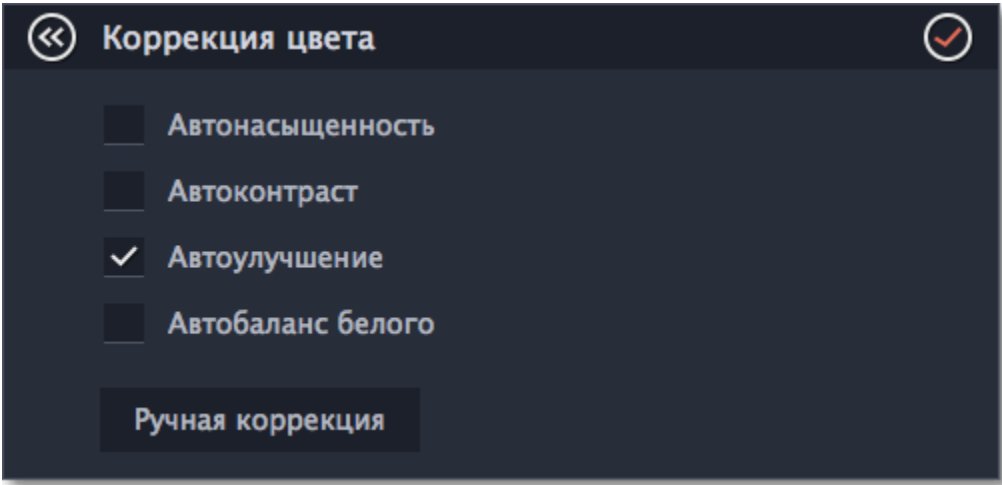 Коррекция цвета
Автонасыщенность
Автоконтраст
Автоулучшение
Автобаланс белого
Ручная коррекция